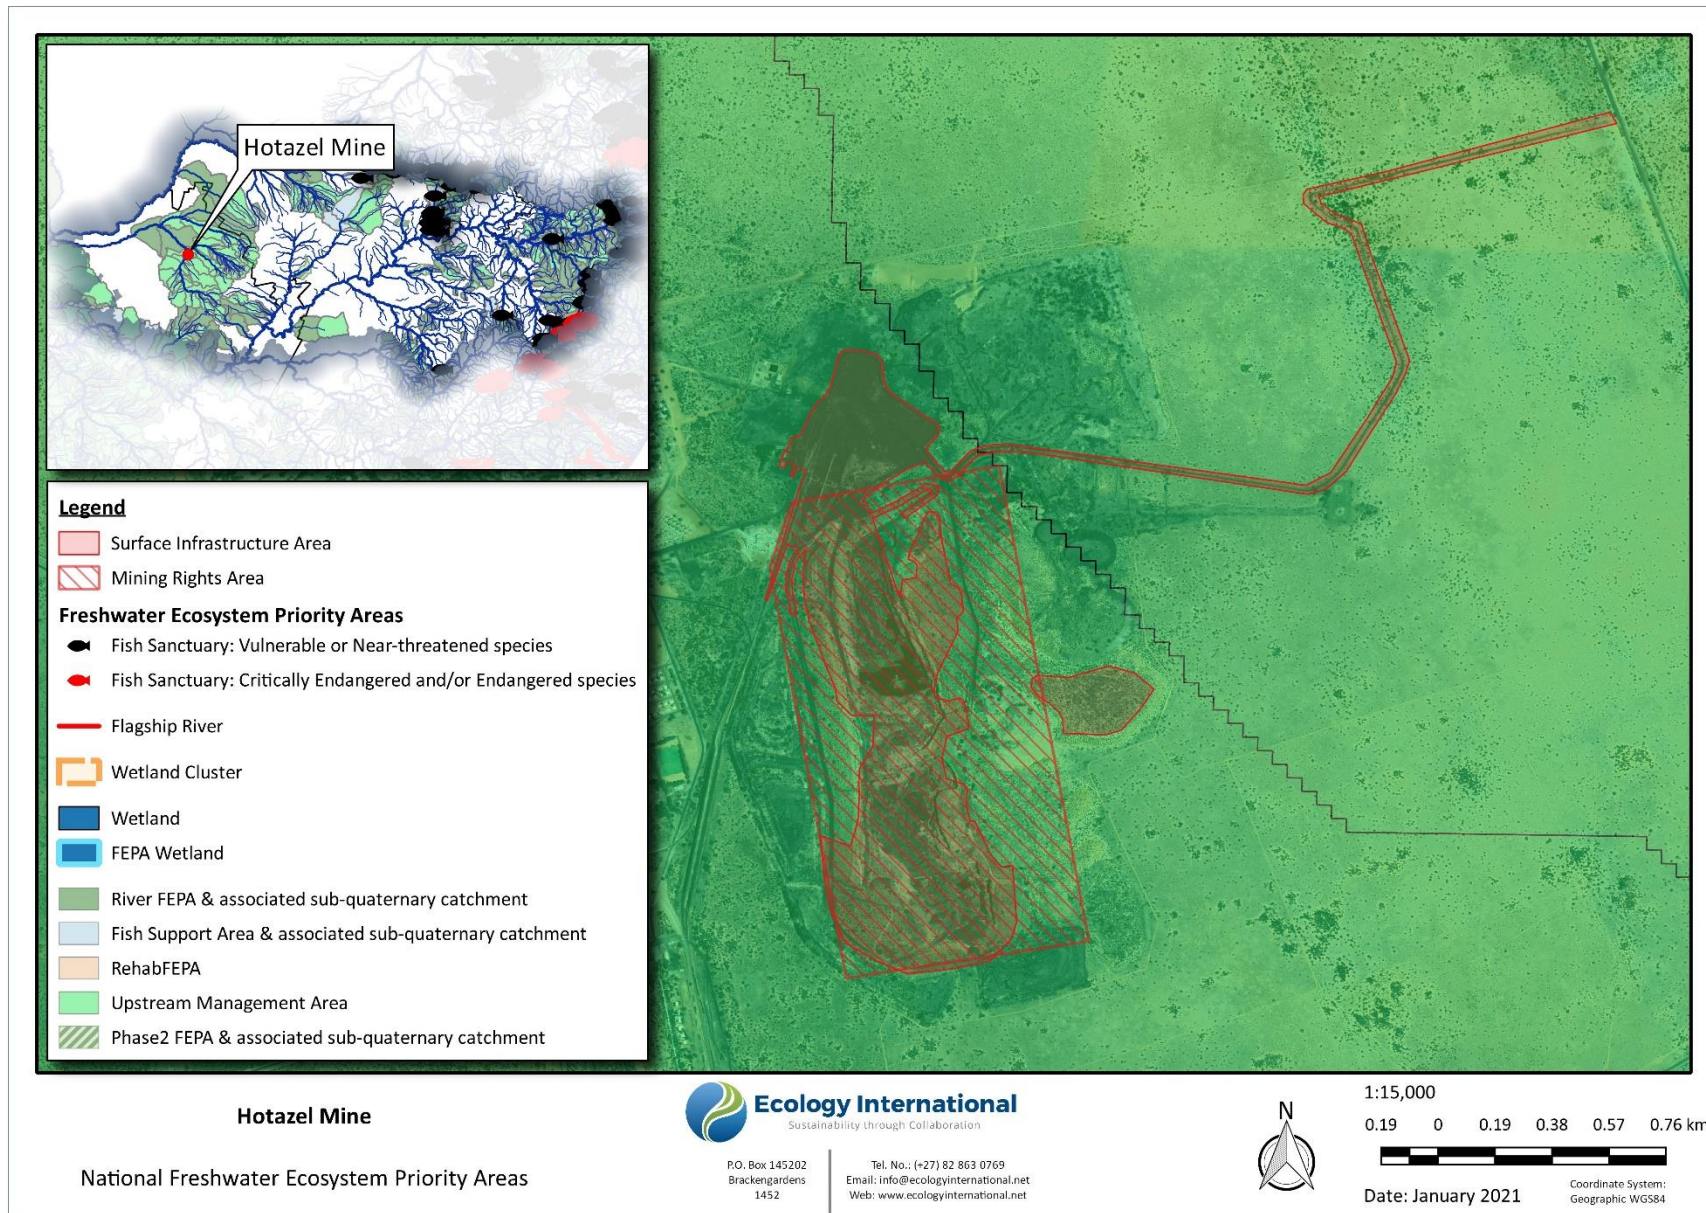 Hotazel Mine
Legend
Surface Infrastructure Area
Mining Rights Area
Freshwater Ecosystem Priority Areas
Fish Sanctuary: Vulnerable or Near-threatened species
Fish Sanctuary: Critically Endangered and/or Endangered species
Flagship River
Wetland Cluster
Wetland
FEPA Wetland
River FEPA & associated sub-quaternary catchment
Fish Support Area & associated sub-quaternary catchment
RehabFEPA
Upstream Management Area
Phase2 FEPA & associated sub-quaternary catchment
Hotazel Mine
National Freshwater Ecosystem Priority Areas
Ecology International
Sustainability through Collaboration
P.O. Box 145202
Brackengardens
1452
Tel. No.: (+27) 82 863 0769
Email: info@ecologyinternational.net
Web: www.ecologyinternational.net
N
1:15,000
0.19 0 0.19 0.38 0.57 0.76 km
Date: January 2021
Coordinate System:
Geographic WGS84